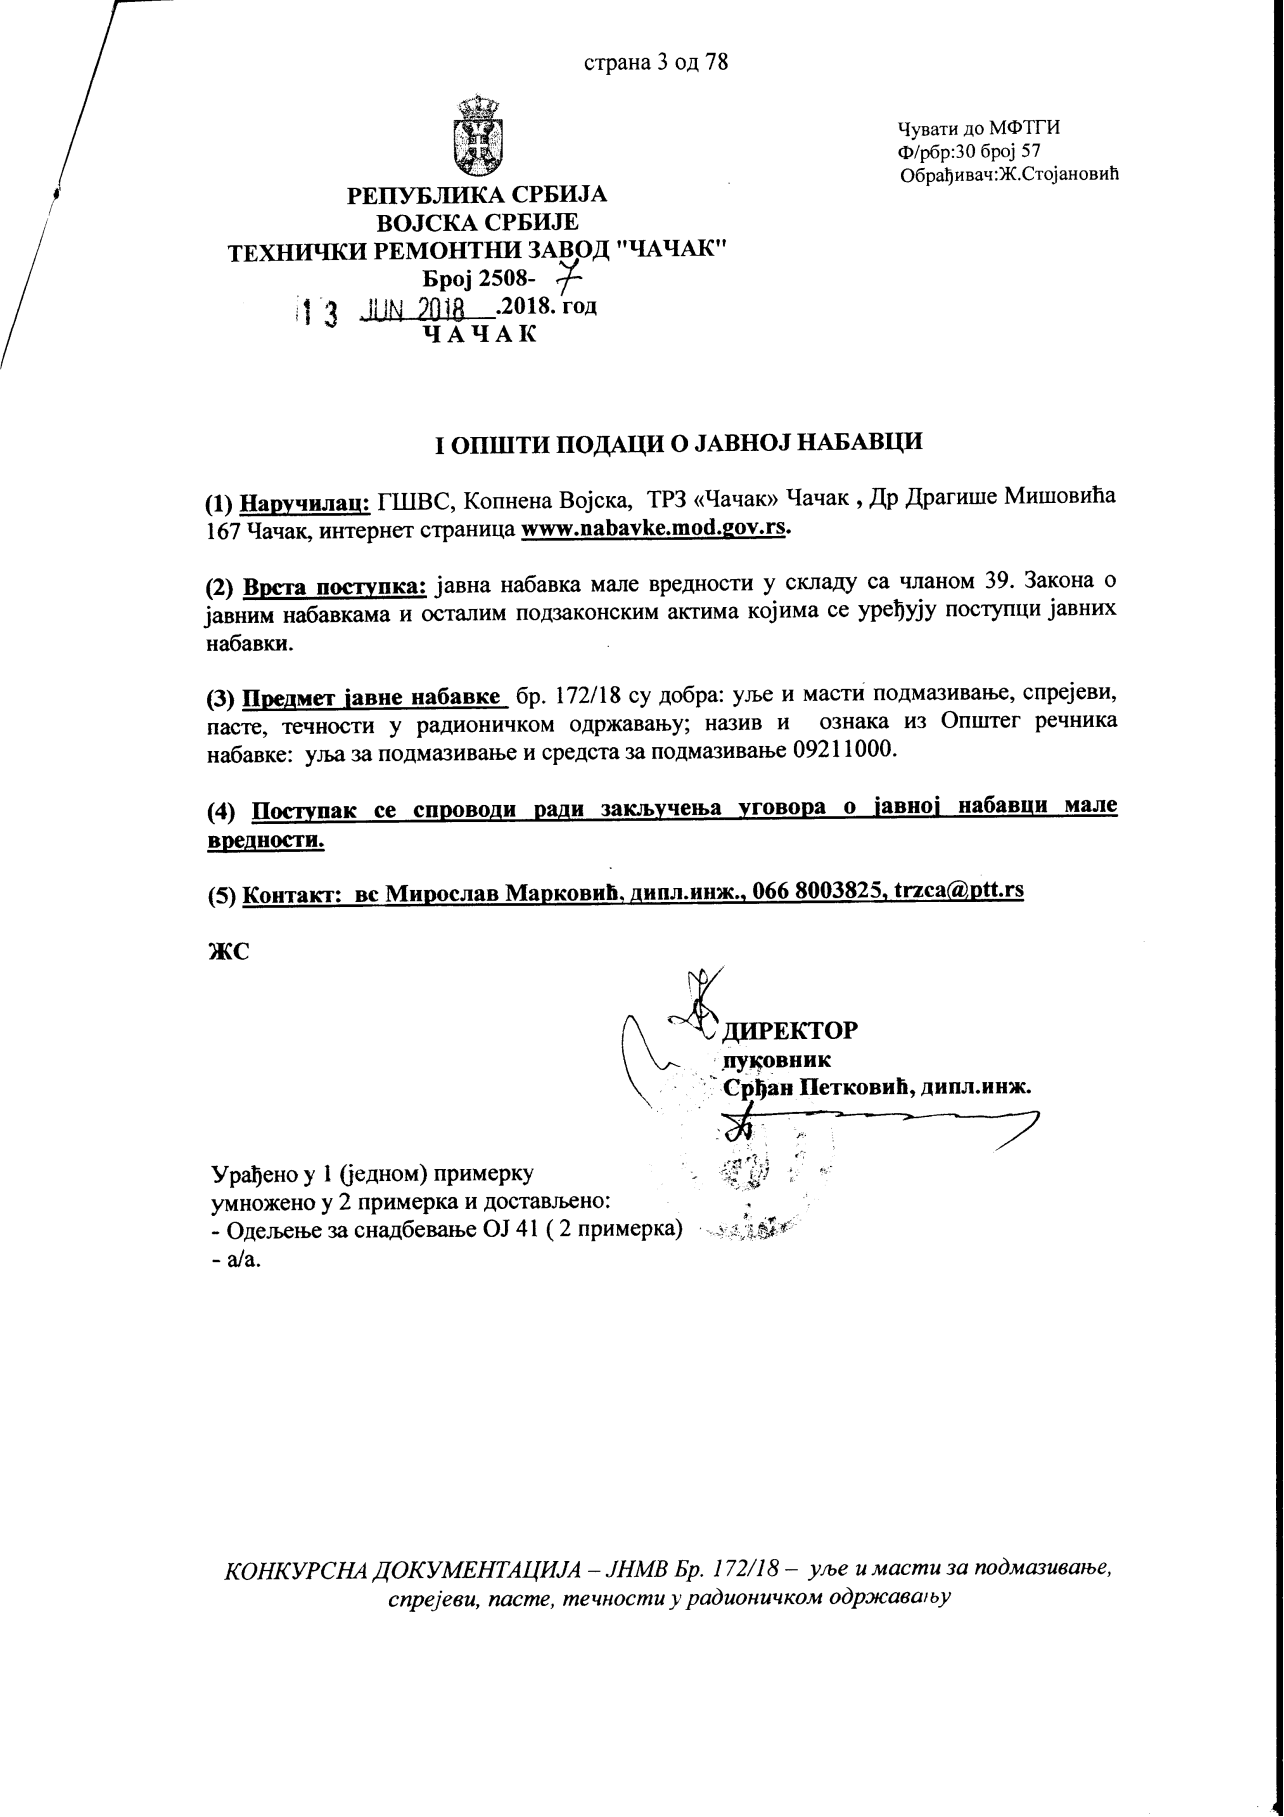 страна 3 од 78
Чувати до МФТГИ
Ф/рбр:30 број 57
Обрађивач:Ж.Стојановић
РЕПУБЛИКА СРБИЈА
ВОЈСКА СРБИЈЕ
ТЕХНИЧКИ РЕМОНТНИ ЗАВОД "ЧАЧАК"
Број 2508- 7
13 JUN 2018 .2018. год
Ч А Ч А К
I ОПШТИ ПОДАЦИ О ЈАВНОЈ НАБАВЦИ
(1) Наручилац: ГШВС, Копнена Војска, ТРЗ «Чачак» Чачак , Др Драгише Мишовића
167 Чачак, интернет страница www.nabavke.mod.gov.rs.
(2) Врста поступка: јавна набавка мале вредности у складу са чланом 39. Закона о
јавним набавкама и осталим подзаконским актима којима се уређују поступци јавних
набавки.
(3) Предмет јавне набавке бр. 172/18 су добра: уље и масти подмазивање, спрејеви,
пасте, течности у радионичком одржавању; назив и ознака из Општег речника
набавке: уља за подмазивање и средста за подмазивање 09211000.
(4) Поступак се спроводи ради закључења уговора о јавној набавци мале
вредности.
(5) Контакт: вс Мирослав Марковић, дипл.инж., 066 8003825, trzca@ptt.rs
ЖС
ДИРЕКТОР
пуковник
Срђан Петковић, дипл.инж.
Урађено у 1 (једном) примерку
умножено у 2 примерка и достављено:
- Одељење за снадбевање ОЈ 41 ( 2 примерка)
- а/а.
КОНКУРСНА ДОКУМЕНТАЦИЈА – ЈНМВ Бр. 172/18 – уље и масти за подмазивање,
спрејеви, пасте, течности у радионичком одржавању